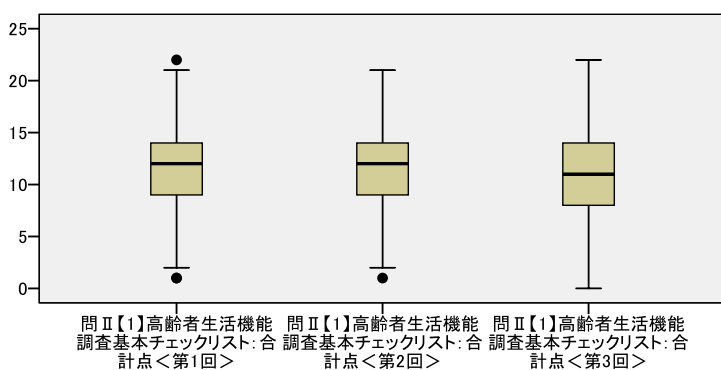 25
20
15
10
5
0
問Ⅱ【1】高齢者生活機能
調査基本チェックリスト:合
計点<第1回>
問Ⅱ【1】高齢者生活機能
調査基本チェックリスト:合
計点<第2回>
問Ⅱ【1】高齢者生活機能
調査基本チェックリスト:合
計点<第3回>